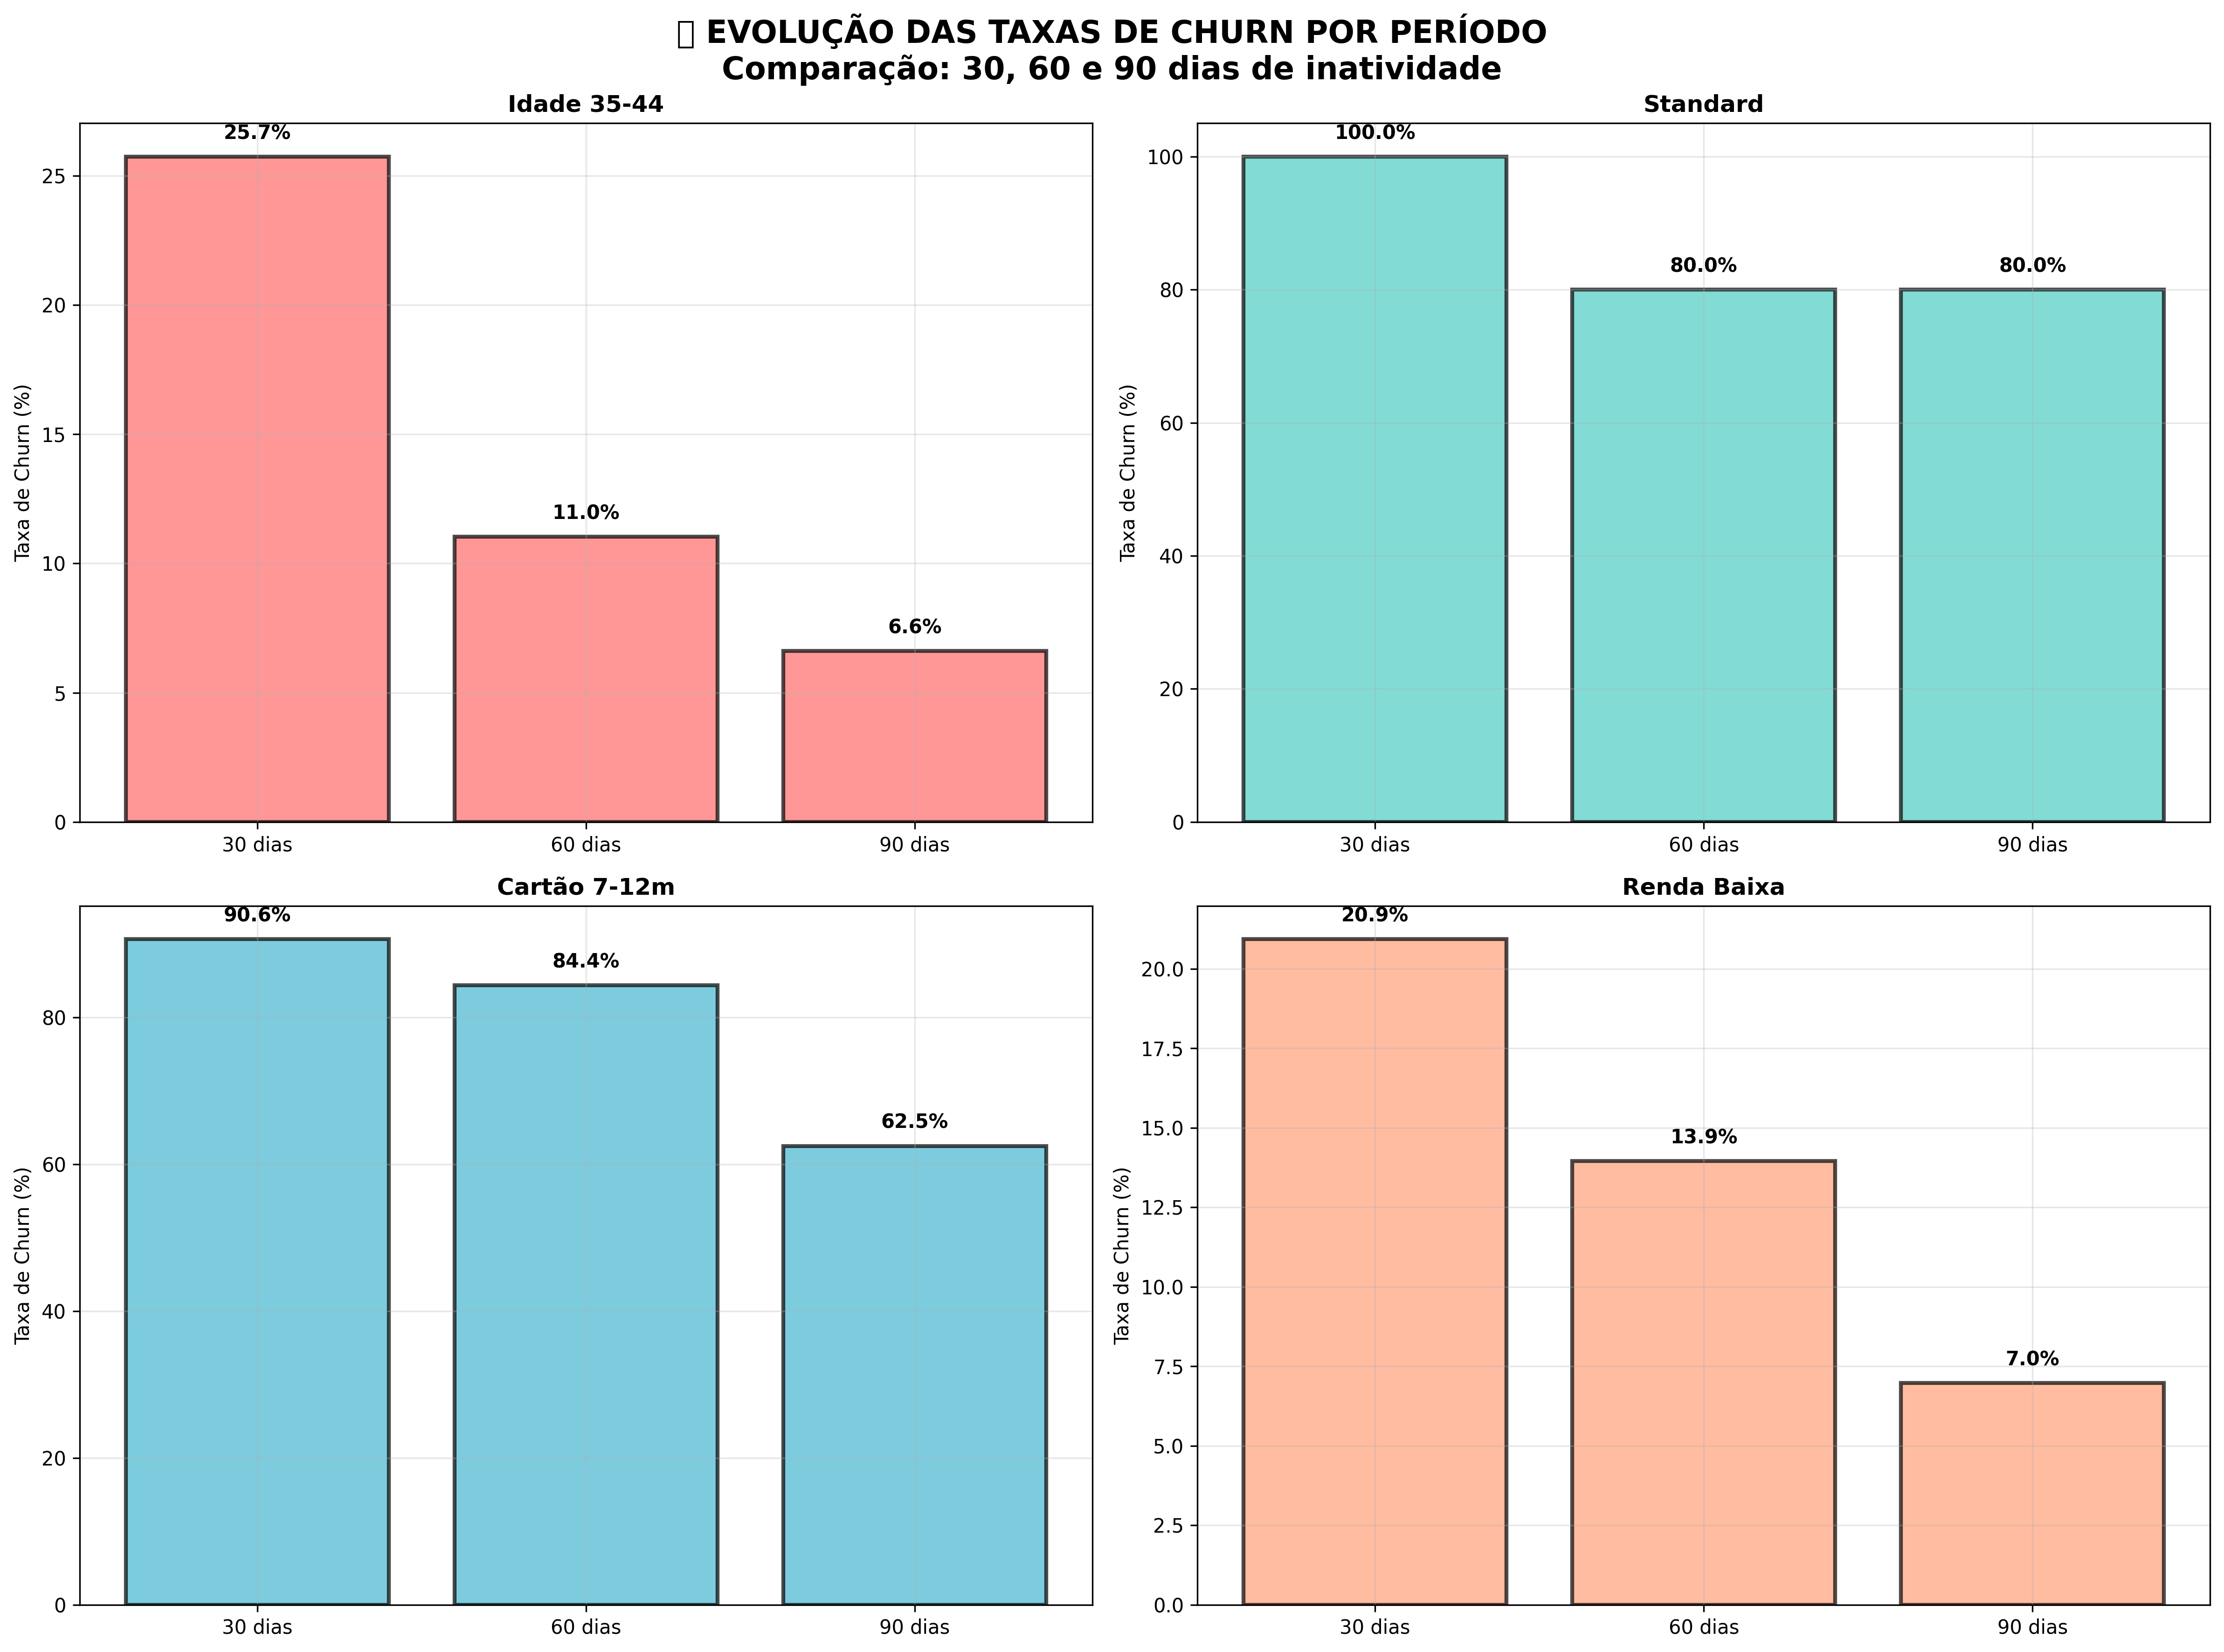 EVOLUÇÃO DAS TAXAS DE CHURN POR PERÍODO
Comparação: 30, 60 e 90 dias de inatividade
Idade 35-44
Taxa de Churn (%)
25
20
15
10
5
0
25.7%
11.0%
6.6%
30 dias
60 dias
90 dias
Standard
Taxa de Churn (%)
100
80
60
40
20
0
100.0%
80.0%
80.0%
30 dias
60 dias
90 dias
Cartão 7-12m
Taxa de Churn (%)
80
60
40
20
0
90.6%
84.4%
62.5%
30 dias
60 dias
90 dias
Renda Baixa
Taxa de Churn (%)
20.0
17.5
15.0
12.5
10.0
7.5
5.0
2.5
0.0
20.9%
13.9%
7.0%
30 dias
60 dias
90 dias